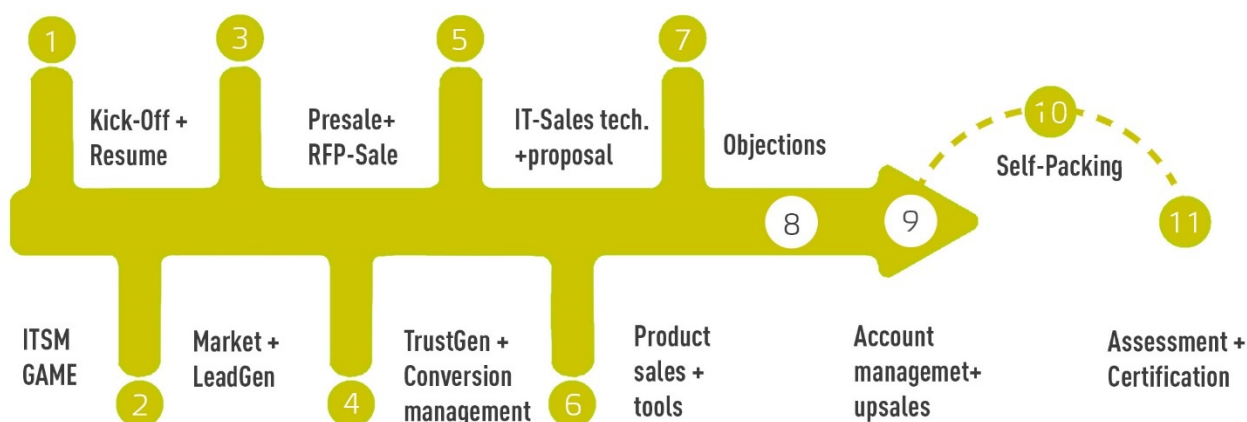 1
3
5
7
10
Kick-Off +
Resume
Presale+
RFP-Sale
IT-Sales tech.
+proposal
Objections
Self-Packing
8
9
11
ITSM
GAME
Market +
LeadGen
TrustGen +
Conversion
management
Product
sales +
tools
Account
managemet+
upsales
Assessment +
Certification
2
4
6